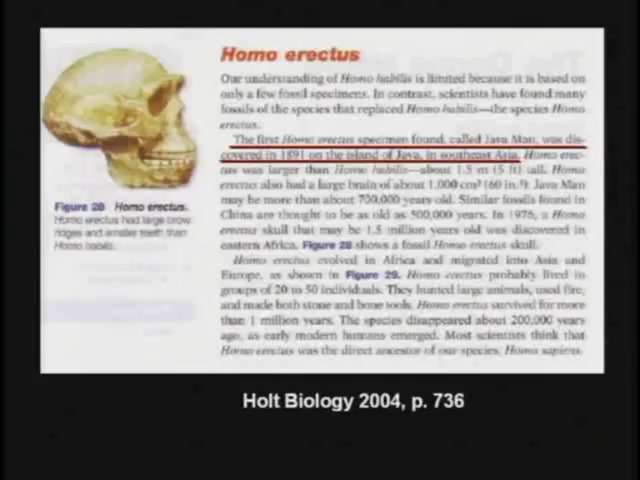 Homo erectus
Our understanding of Homo habilis is limited because it is based on
only a few fossil specimens. In contrast, scientists have found many
fossils of the species that replaced Homo habilis—the species Homo
erectus.
The first Homo erectus specimen found, called Java Man, was dis-
covered in 1891 on the island of Java, in southeast Asia. Homo erec-
tus was larger than Homo habilis—about 1.5 m (5 ft) tall. Homo
erectus also had a large brain of about 1,000 cm³ (60 in.³). Java Man
may be more than about 700,000 years old. Similar fossils found in
China are thought to be as old as 500,000 years. In 1976, a Homo
erectus skull that may be 1.5 million years old was discovered in
eastern Africa. Figure 28 shows a fossil Homo erectus skull.
Homo erectus evolved in Africa and migrated into Asia and
Europe, as shown in Figure 29. Homo erectus probably lived in
groups of 20 to 50 individuals. They hunted large animals, used fire,
and made both stone and bone tools. Homo erectus survived for more
than 1 million years. The species disappeared about 200,000 years
ago, as early modern humans emerged. Most scientists think that
Homo erectus was the direct ancestor of our species, Homo sapiens.
Figure 28 Homo erectus.
Homo erectus had large brow
ridges and smaller teeth than
Homo habilis.
Holt Biology 2004, p. 736